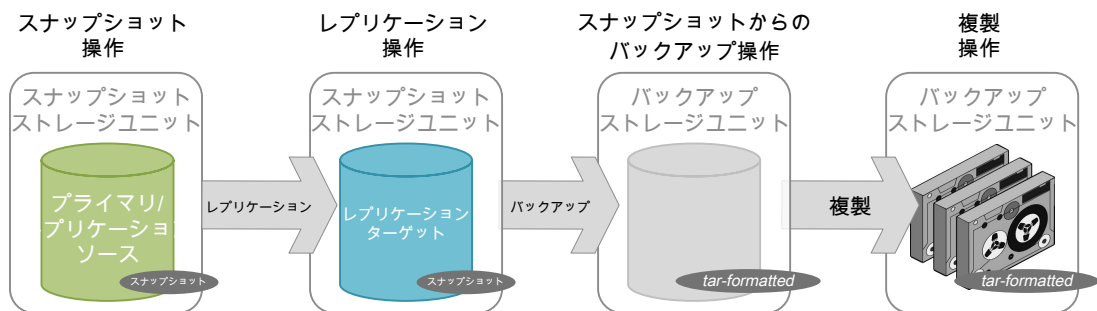 スナップショット
操作
レプリケーション
操作
スナップショットからの
バックアップ操作
複製
操作
スナップショット
ストレージユニット
スナップショット
ストレージユニット
バックアップ
ストレージユニット
バックアップ
ストレージユニット
プライマリ/
プリケーショ
ソース
スナップショット
レプリケーション
レプリケーション
ターゲット
スナップショット
バックアップ
tar-formatted
複製
tar-formatted